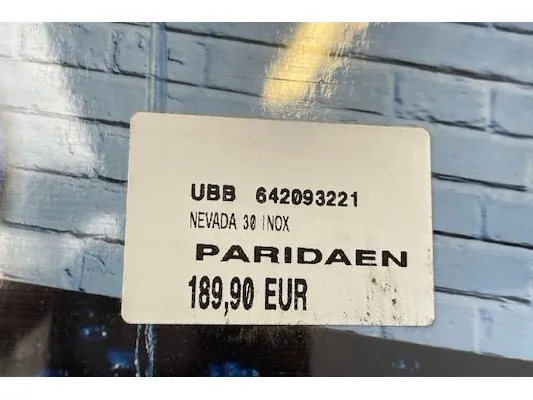 UBB 642093221
NEVADA 30 INOX
PARIDAEN
189,90 EUR